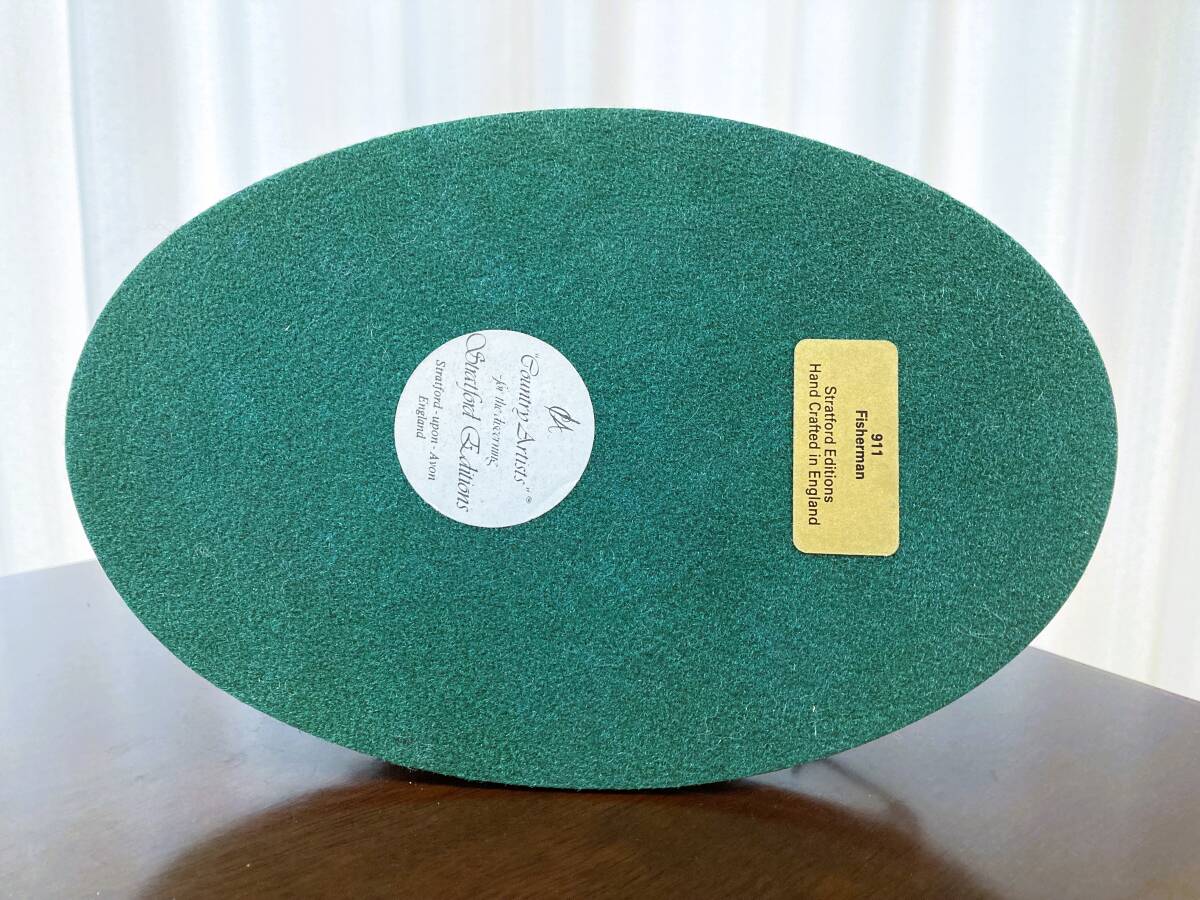 CA
"Country Artists"®
-for the discerning
Stratford Editions
Stratford-upon-Avon
England
911
Fisherman
Stratford Editions
Hand Crafted in England